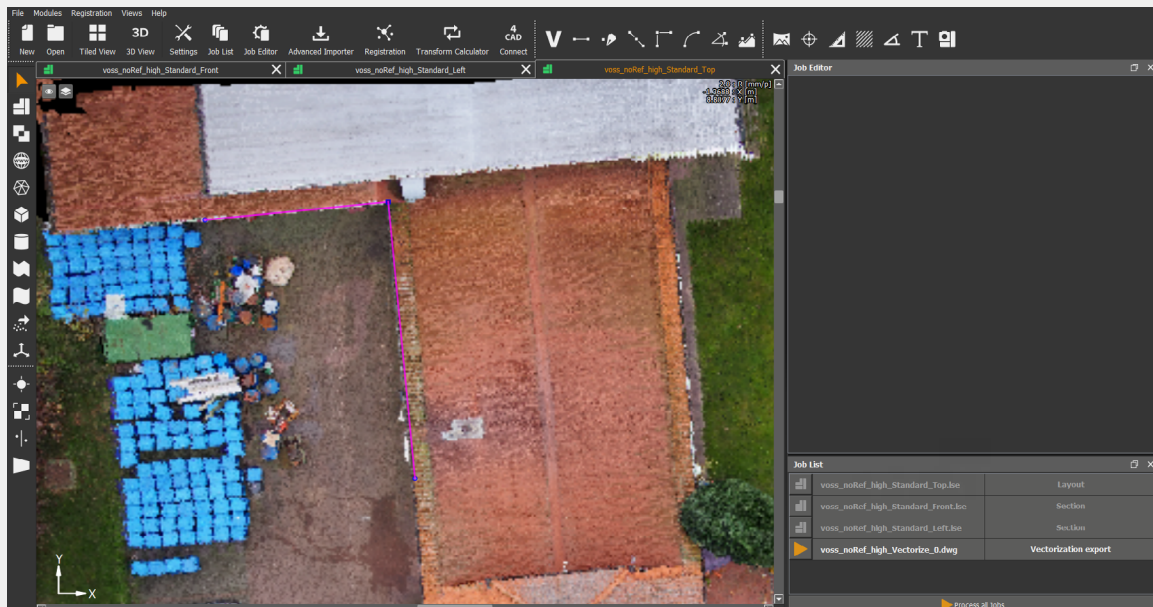 File Modules Registration Views Help
3D
4
CAD
New Open Tiled View 3D View Settings Job List Job Editor Advanced Importer Registration Transform Calculator Connect
voss_noRef_high_Standard_Front
voss_noRef_high_Standard_Left
voss_noRef_high_Standard_Top
Job Editor
[mm/p]
X [m]
Y [m]
Y
X
Job List
voss_noRef_high_Standard_Top.lse Layout
voss_noRef_high_Standard_Front.lse Section
voss_noRef_high_Standard_Left.lse Section
voss_noRef_high_Vectorize_0.dwg Vectorization export
Process all Jobs